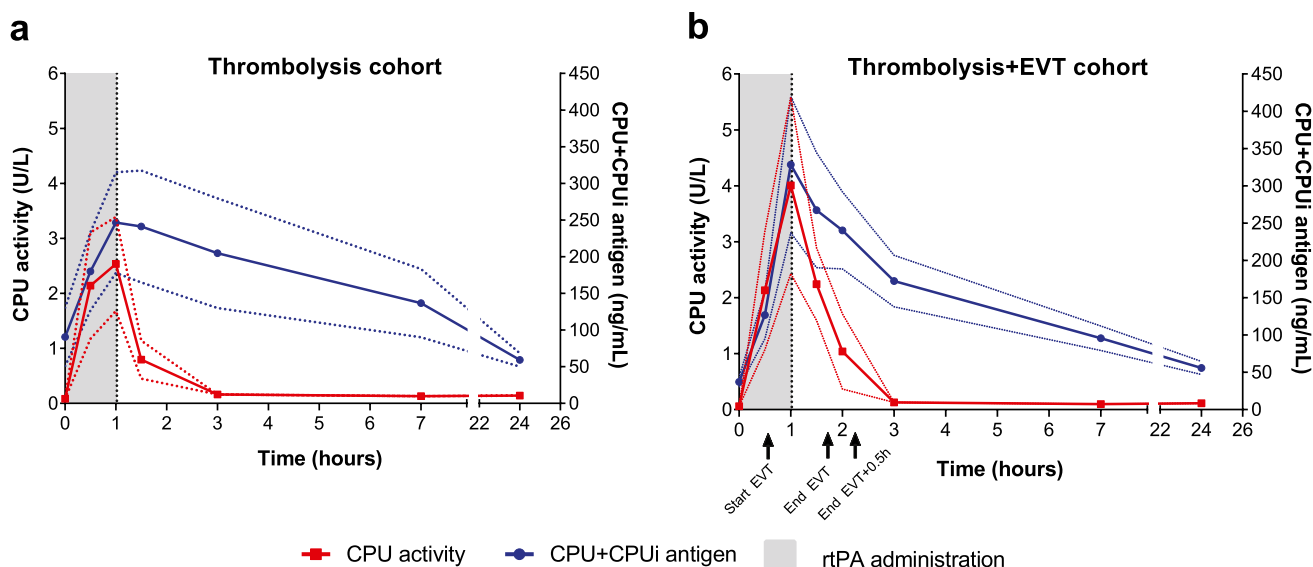 a
Thrombolysis cohort
6
5
4
3
2
1
0
CPU activity (U/L)
450
400
350
300
250
200
150
100
50
0
CPU+CPUi antigen (ng/mL)
0 1 2 3 4 5 6 7 22 24 26
Time (hours)
b
Thrombolysis+EVT cohort
6
5
4
3
2
1
0
CPU activity (U/L)
450
400
350
300
250
200
150
100
50
0
CPU+CPUi antigen (ng/mL)
0 1 2 3 4 5 6 7 22 24 26
Time (hours)
Start EVT
End EVT
End EVT+0.5h
CPU activity CPU+CPUi antigen rtPA administration